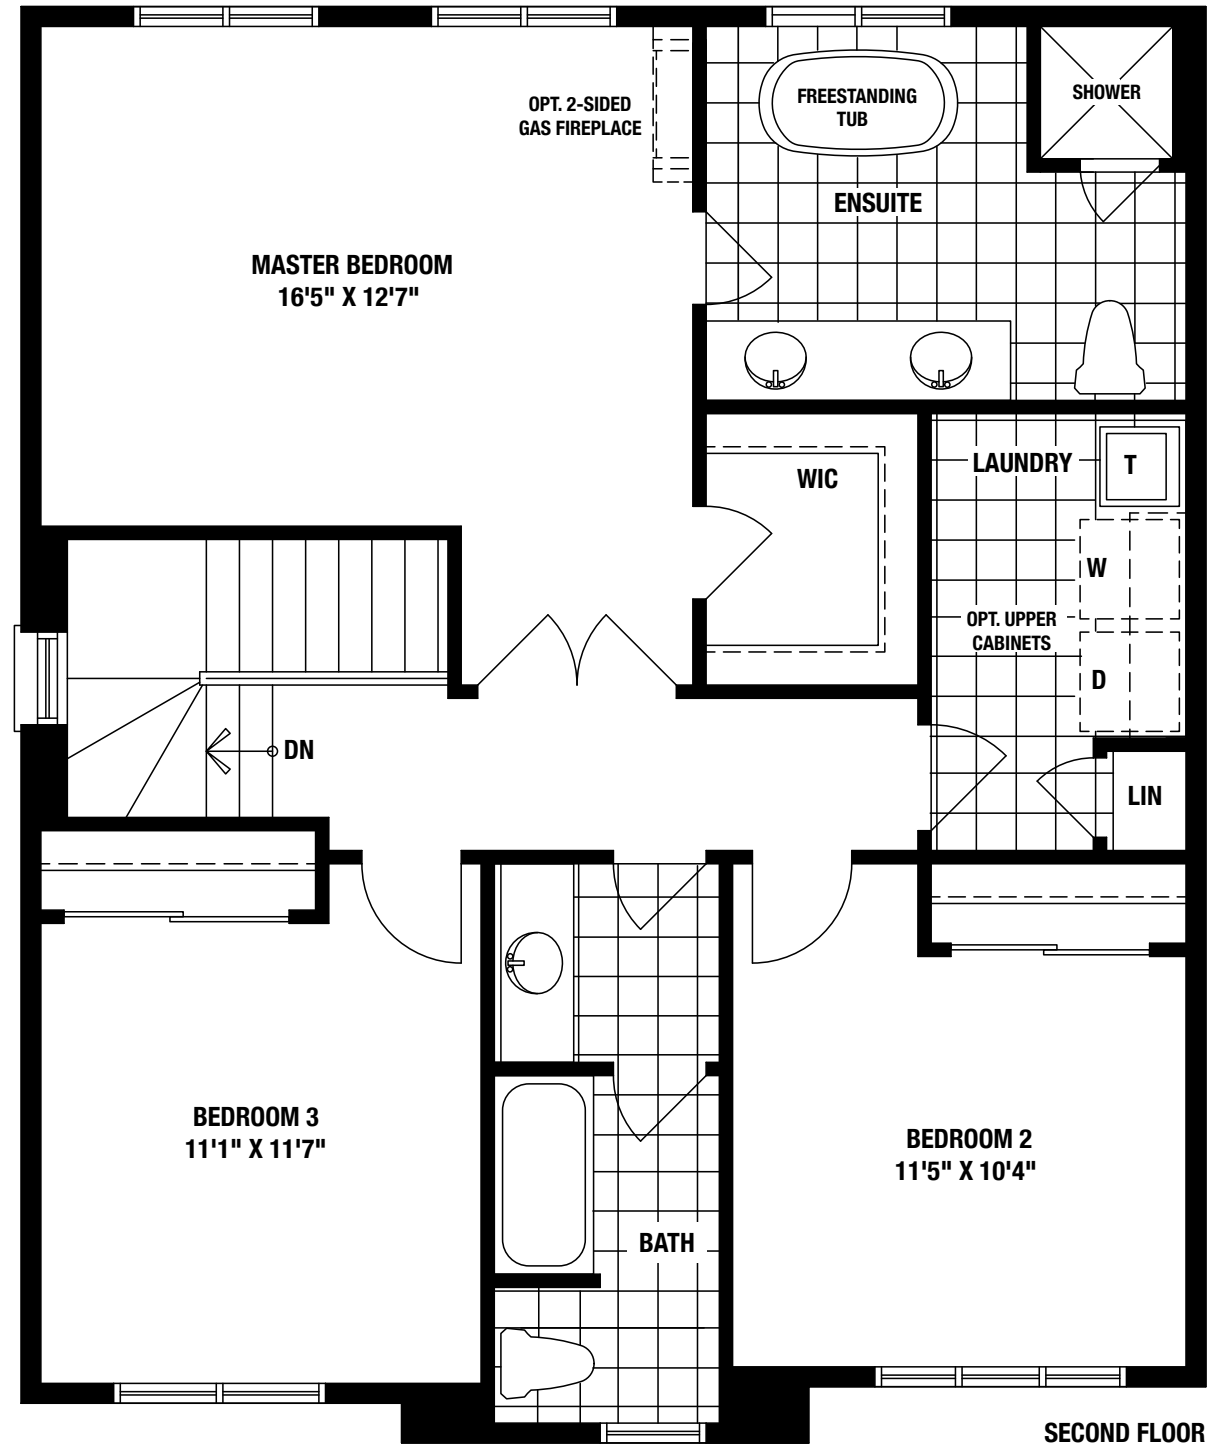 OPT. 2-SIDED
GAS FIREPLACE
FREESTANDING
TUB
SHOWER
ENSUITE
MASTER BEDROOM
16'5" X 12'7"
WIC
LAUNDRY
T
W
OPT. UPPER
CABINETS
D
DN
LIN
BEDROOM 3
11'1" X 11'7"
BEDROOM 2
11'5" X 10'4"
BATH
SECOND FLOOR